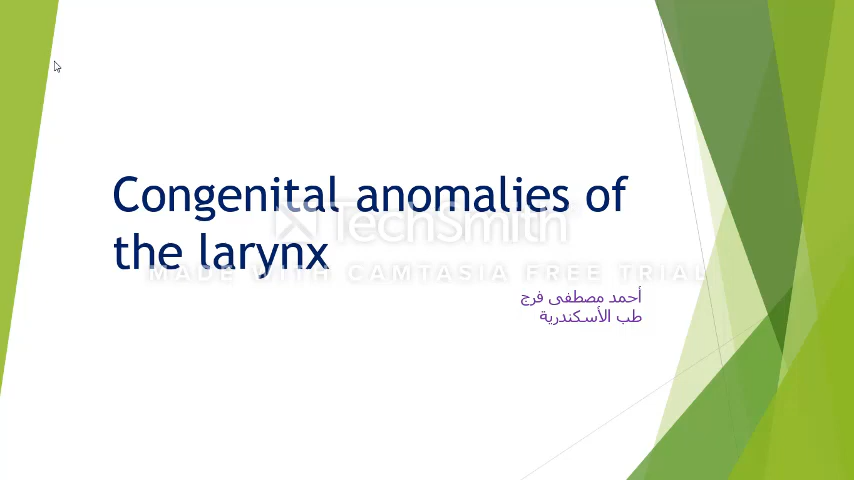 Congenital anomalies of
the larynx
TechSmith
MADE WITH CAMTASIA FREE TRIAL
أحمد مصطفى فرج
طب الأسكندرية